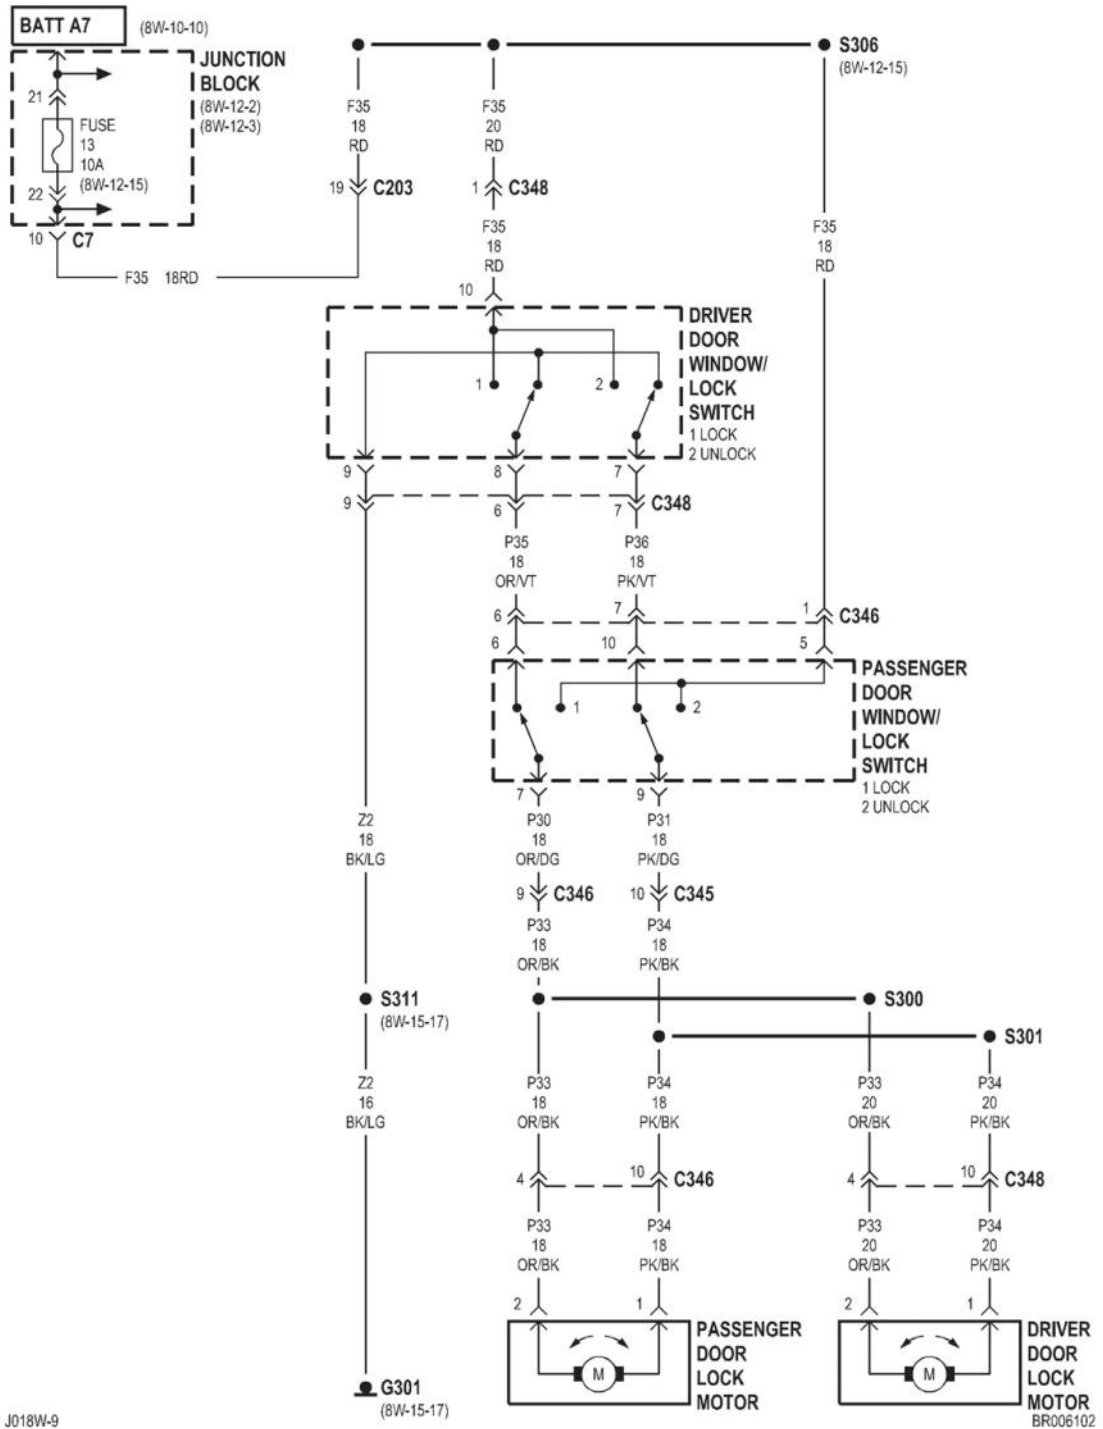 BATT A7
(8W-10-10)
JUNCTION
BLOCK
(8W-12-2)
(8W-12-3)
21
FUSE
13
10A
(8W-12-15)
22
10
C7
F35 18RD
S306
(8W-12-15)
F35
18
RD
F35
20
RD
19
C203
1
C348
F35
18
RD
F35
18
RD
10
DRIVER
DOOR
WINDOW/
LOCK
SWITCH
1 LOCK
2 UNLOCK
1
2
9
8
7
9
6
7
C348
P35
18
OR/VT
P36
18
PK/VT
6
7
1
C346
6
10
5
PASSENGER
DOOR
WINDOW/
LOCK
SWITCH
1 LOCK
2 UNLOCK
1
2
7
9
Z2
18
BK/LG
P30
18
OR/DG
P31
18
PK/DG
9
C346
10
C345
P33
18
OR/BK
P34
18
PK/BK
S311
(8W-15-17)
S300
S301
Z2
16
BK/LG
P33
18
OR/BK
P34
18
PK/BK
P33
20
OR/BK
P34
20
PK/BK
4
10
C346
4
10
C348
P33
18
OR/BK
P34
18
PK/BK
P33
20
OR/BK
P34
20
PK/BK
2
1
2
1
M
PASSENGER
DOOR
LOCK
MOTOR
M
DRIVER
DOOR
LOCK
MOTOR
G301
(8W-15-17)
J018W-9
BR006102